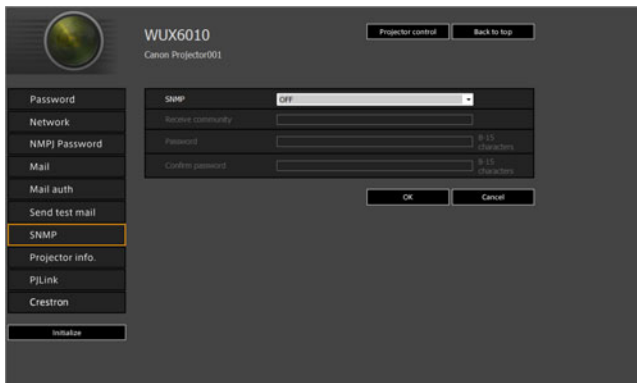 WUX6010
Canon Projector001
Projector control
Back to top
Password
Network
NMPJ Password
Mail
Mail auth
Send test mail
SNMP
Projector info.
PJLink
Crestron
Initialize
SNMP OFF
Receive community
Password 8-15 characters
Confirm password 8-15 characters
OK Cancel